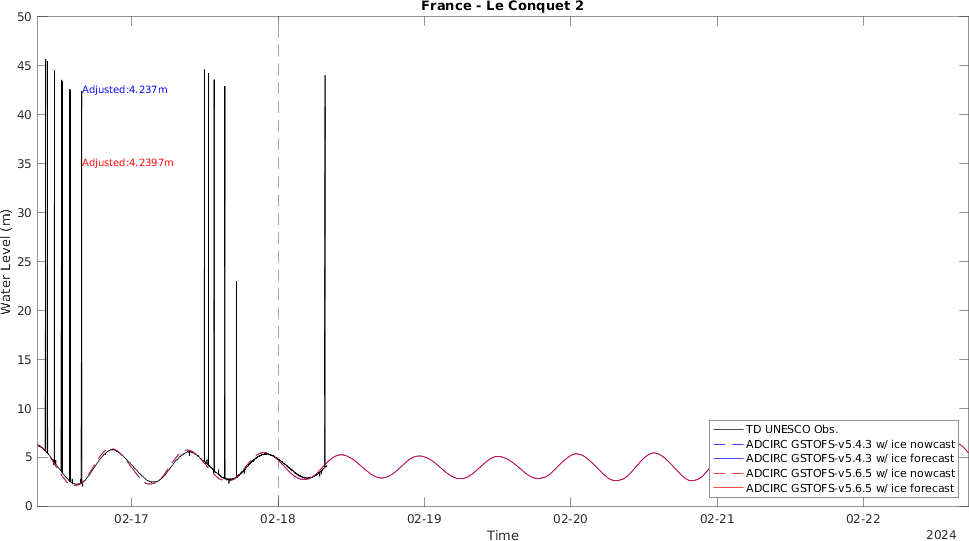 France - Le Conquet 2
50
45
40
35
30
25
20
15
10
5
0
Water Level (m)
Adjusted:4.237m
Adjusted:4.2397m
TD UNESCO Obs.
ADCIRC GSTOFS-v5.4.3 w/ ice nowcast
ADCIRC GSTOFS-v5.4.3 w/ ice forecast
ADCIRC GSTOFS-v5.6.5 w/ ice nowcast
ADCIRC GSTOFS-v5.6.5 w/ ice forecast
02-17 02-18 02-19 02-20 02-21 02-22
Time
2024